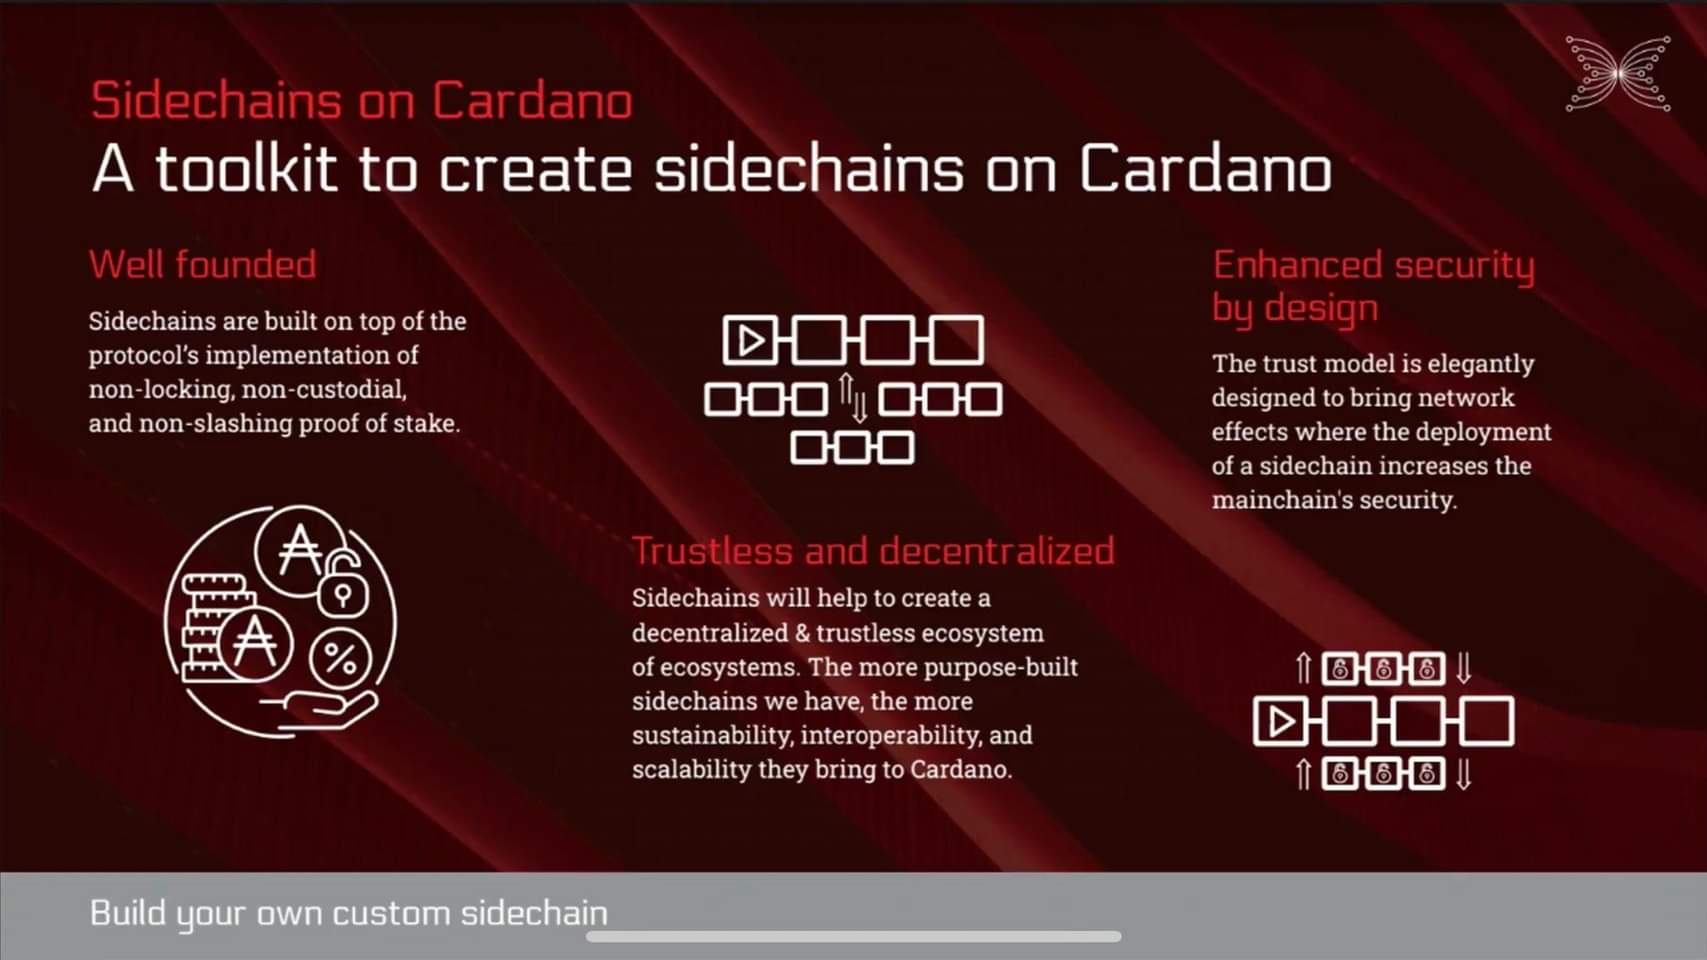 Sidechains on Cardano
A toolkit to create sidechains on Cardano
Well founded
Sidechains are built on top of the
protocol's implementation of
non-locking, non-custodial,
and non-slashing proof of stake.
Trustless and decentralized
Sidechains will help to create a
decentralized & trustless ecosystem
of ecosystems. The more purpose-built
sidechains we have, the more
sustainability, interoperability, and
scalability they bring to Cardano.
Enhanced security
by design
The trust model is elegantly
designed to bring network
effects where the deployment
of a sidechain increases the
mainchain's security.
%
Build your own custom sidechain